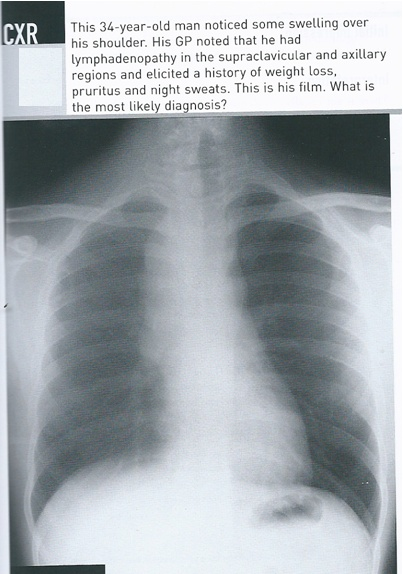 CXR
This 34-year-old man noticed some swelling over
his shoulder. His GP noted that he had
lymphadenopathy in the supraclavicular and axillary
regions and elicited a history of weight loss,
pruritus and night sweats. This is his film. What is
the most likely diagnosis?